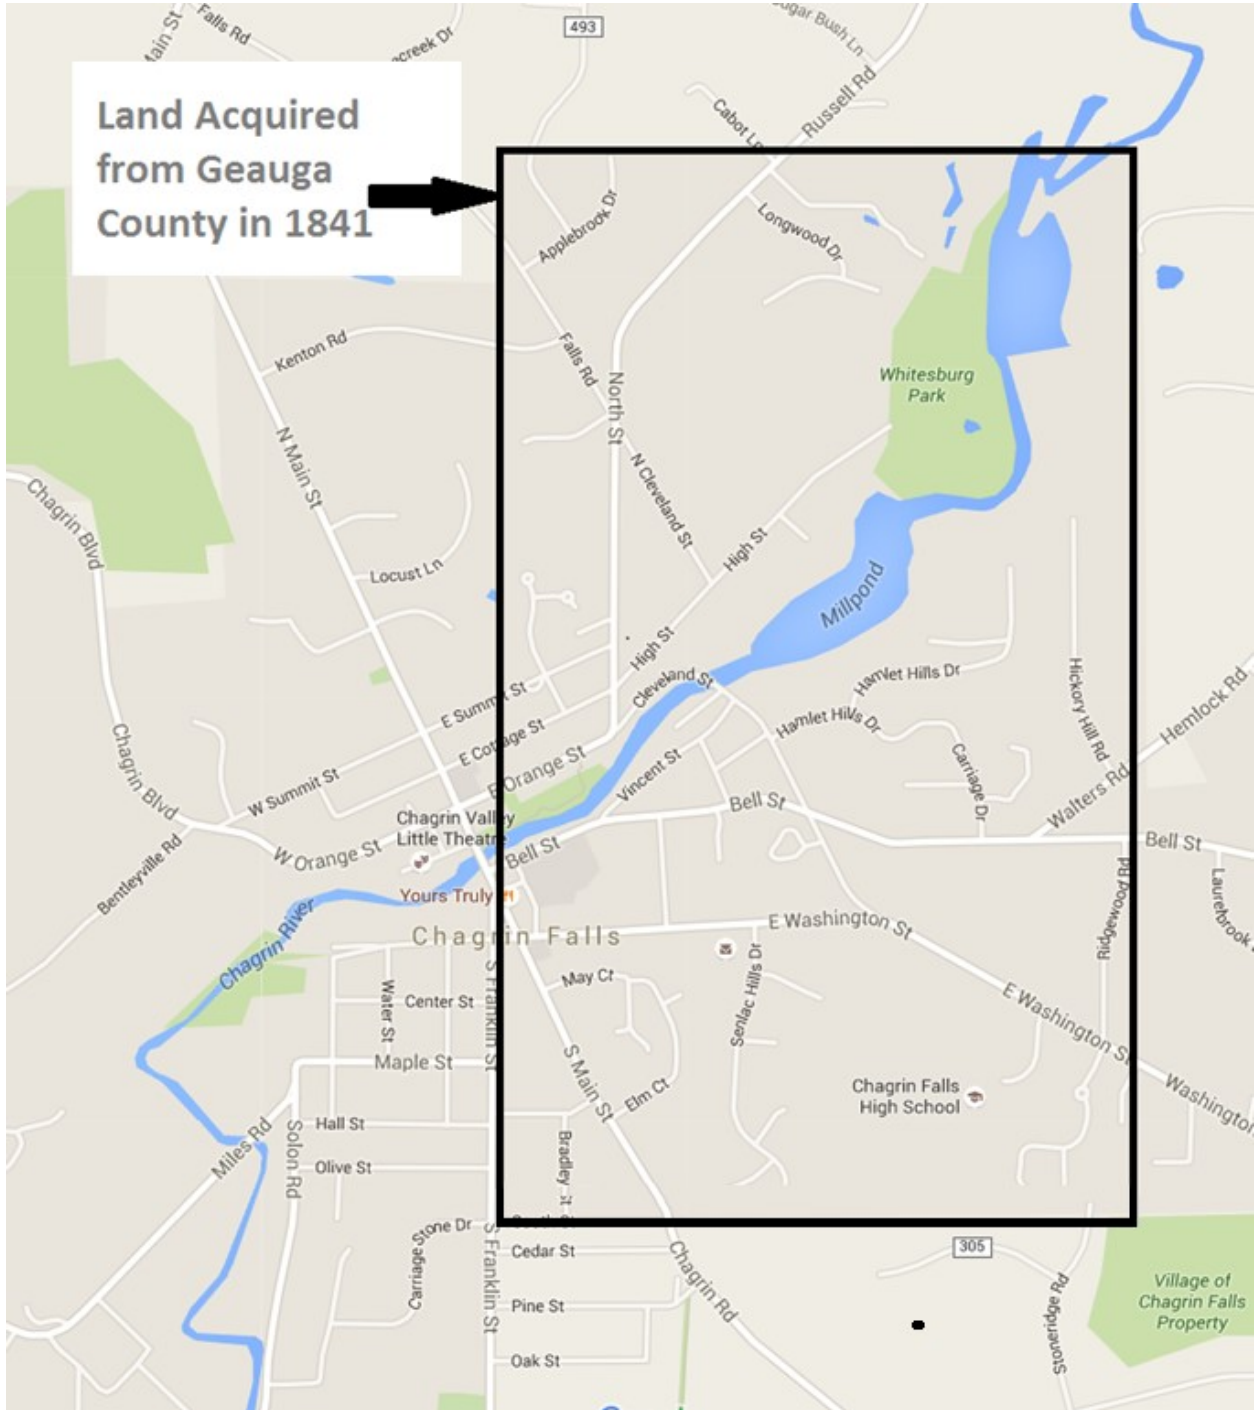 Falls Rd
Main St
493
ecreek Dr
gar Bush Ln
Russell Rd
Cabot Ln
Land Acquired
from Geauga
County in 1841
Applebrook Dr
Longwood Dr
Kenton Rd
Falls Rd
North St
Whitesburg
Park
N Main St
N Cleveland St
High St
Chagrin Blvd
Locust Ln
Millpond
High St
Cleveland St
Hamlet Hills Dr
Hickory Hill Rd
Hemlock Rd
E Summit St
E Cottage St
Hamlet Hills Dr
E Orange St
Vincent St
Chagrin Blvd
W Summit St
Carriage Dr
Walters Rd
Bell St
Chagrin Valley
Little Theatre
W Orange St
Bell St
Bell St
Bentleyville Rd
Yours Truly
Ridgewood Rd
Laurelbrook
Chagrin River
Chagrin Falls
E Washington St
May Ct
Senlac Hills Dr
Water St
Center St
S Franklin St
E Washington St
Maple St
S Main St
Elm Ct
Chagrin Falls
High School
Washington
Hall St
Miles Rd
Solon Rd
Olive St
Bradley St
Carriage Stone Dr
S Franklin St
Cedar St
Chagrin Rd
305
Pine St
Stoneridge Rd
Village of
Chagrin Falls
Property
Oak St